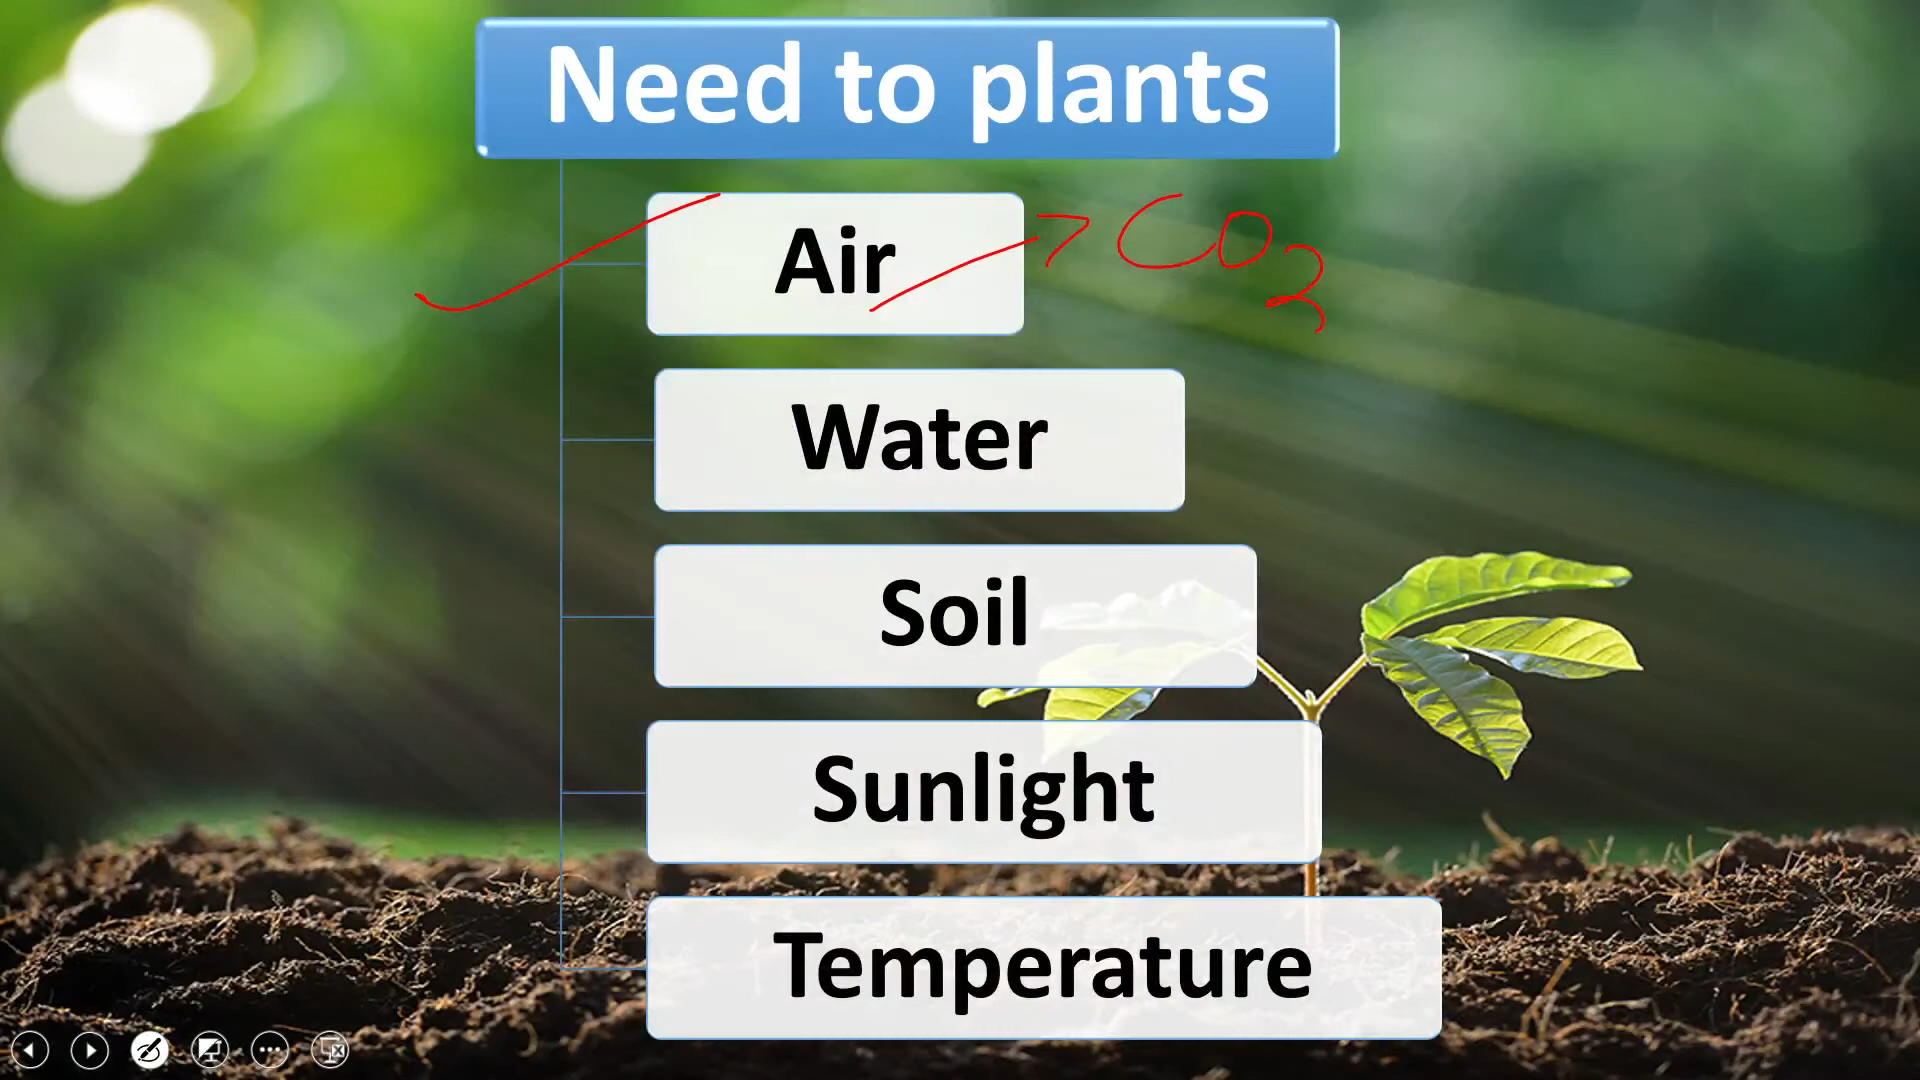 Need to plants
Air
CO2
Water
Soil
Sunlight
Temperature